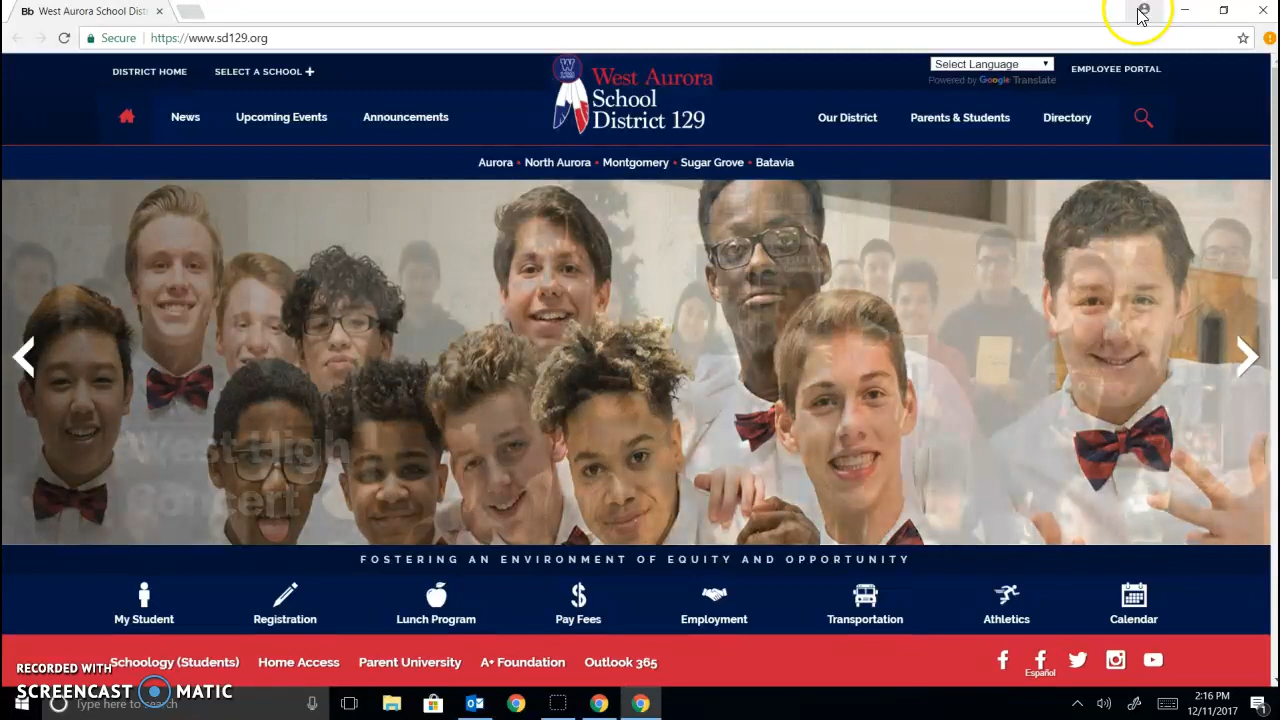 Bb West Aurora School Dist
Secure https://www.sd129.org
DISTRICT HOME SELECT A SCHOOL + Select Language EMPLOYEE PORTAL
Powered by Google Translate
W
West Aurora
School
District 129
News Upcoming Events Announcements Our District Parents & Students Directory
Aurora • North Aurora • Montgomery • Sugar Grove • Batavia
West High
Concert
FOSTERING AN ENVIRONMENT OF EQUITY AND OPPORTUNITY
My Student Registration Lunch Program Pay Fees Employment Transportation Athletics Calendar
Schoology (Students) Home Access Parent University A+ Foundation Outlook 365
Español
RECORDED WITH
SCREENCAST MATIC
Type here to search
2:16 PM
12/11/2017